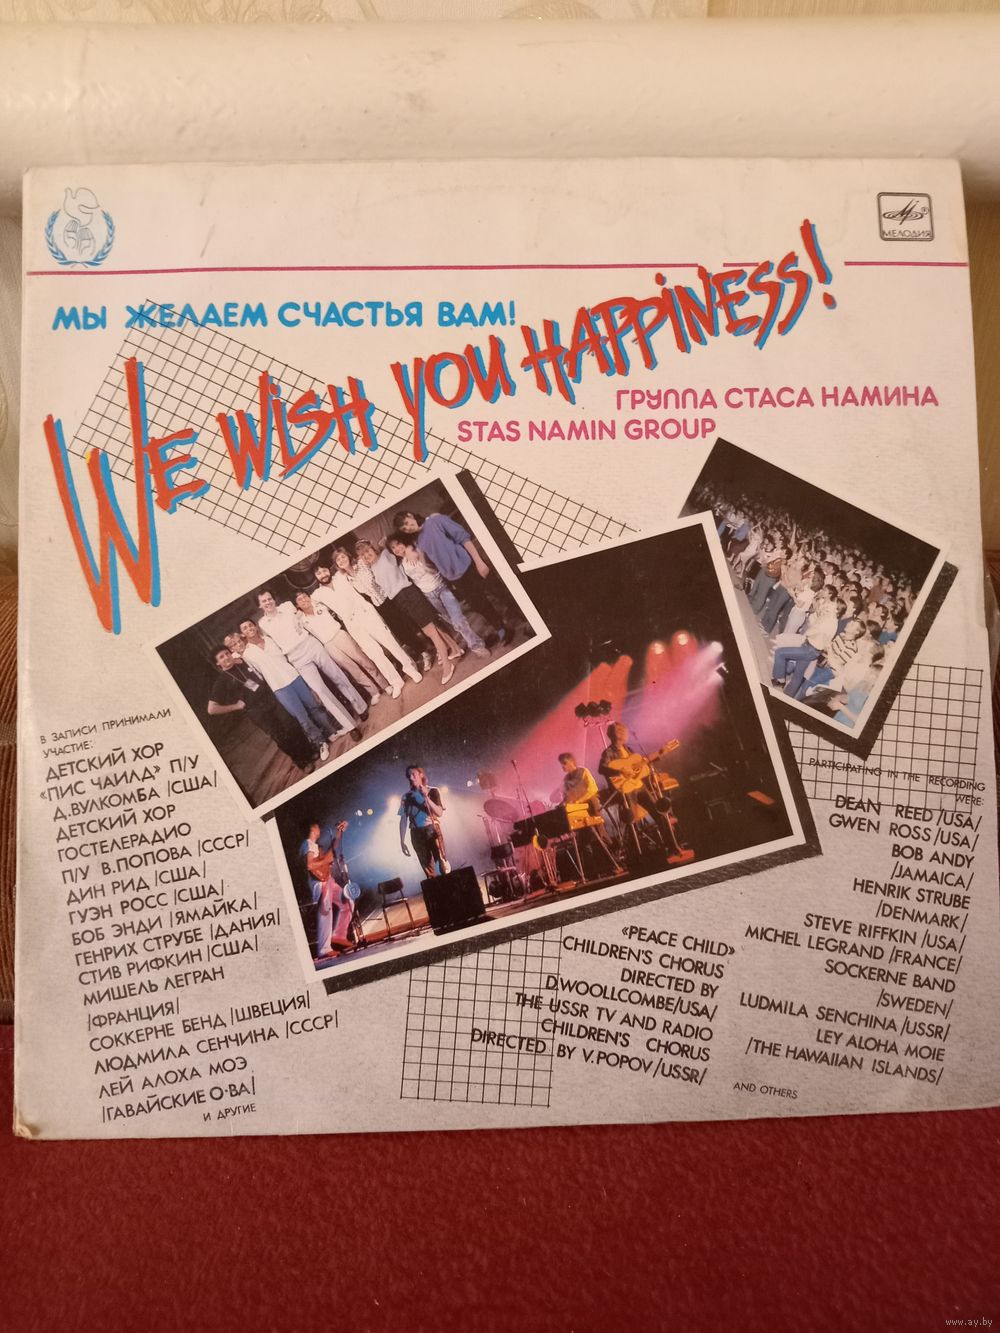 МЕЛОДИЯ
МЫ ЖЕЛАЕМ СЧАСТЬЯ ВАМ!
WE WISH YOU HAPPINESS!
ГРУППА СТАСА НАМИНА
STAS NAMIN GROUP
В ЗАПИСИ ПРИНИМАЛИ
УЧАСТИЕ:
ДЕТСКИЙ ХОР
«ПИС ЧАИЛД» П/У
Д.ВУЛКОМБА /США/
ДЕТСКИЙ ХОР
ГОСТЕЛЕРАДИО
П/У В.ПОПОВА /СССР/
ДИН РИД /США/
ГУЭН РОСС /США/
БОБ ЭНДИ /ЯМАЙКА/
ГЕНРИХ СТРУБЕ /ДАНИЯ/
СТИВ РИФКИН /США/
МИШЕЛЬ ЛЕГРАН
/ФРАНЦИЯ/
СОККЕРНЕ БЕНД /ШВЕЦИЯ/
ЛЮДМИЛА СЕНЧИНА /СССР/
ЛЕЙ АЛОХА МОЭ
/ГАВАЙСКИЕ О-ВА/
И ДРУГИЕ
«PEACE CHILD»
CHILDREN'S CHORUS
DIRECTED BY
D.WOOLLCOMBE/USA/
THE USSR TV AND RADIO
CHILDREN'S CHORUS
DIRECTED BY V.POPOV/USSR/
PARTICIPATING IN THE RECORDING
WERE:
DEAN REED/USA/
GWEN ROSS/USA/
BOB ANDY
/JAMAICA/
HENRIK STRUBE
/DENMARK/
STEVE RIFFKIN /USA/
MICHEL LEGRAND /FRANCE/
SOCKERNE BAND
/SWEDEN/
LUDMILA SENCHINA /USSR/
LEY ALOHA MOIE
/THE HAWAIIAN ISLANDS/
AND OTHERS
www.ay.by